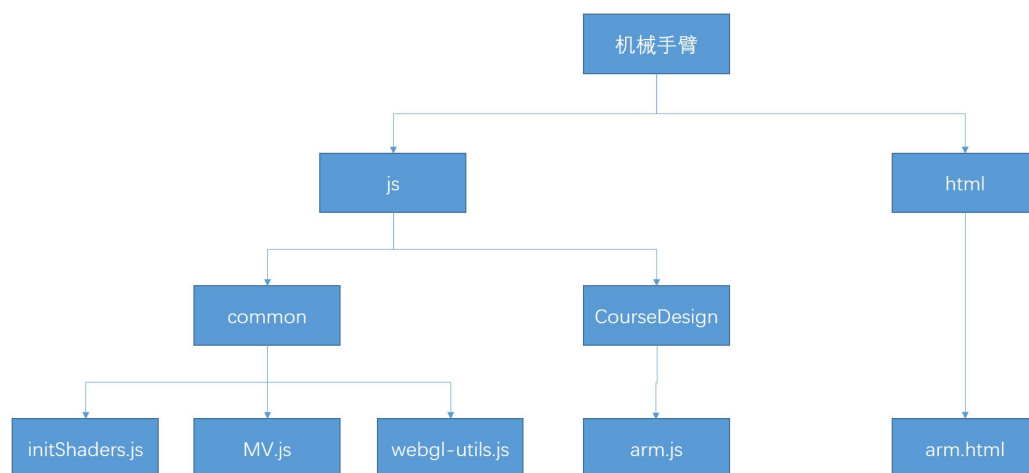 机械手臂
js
html
common
CourseDesign
initShaders.js
MV.js
webgl-utils.js
arm.js
arm.html